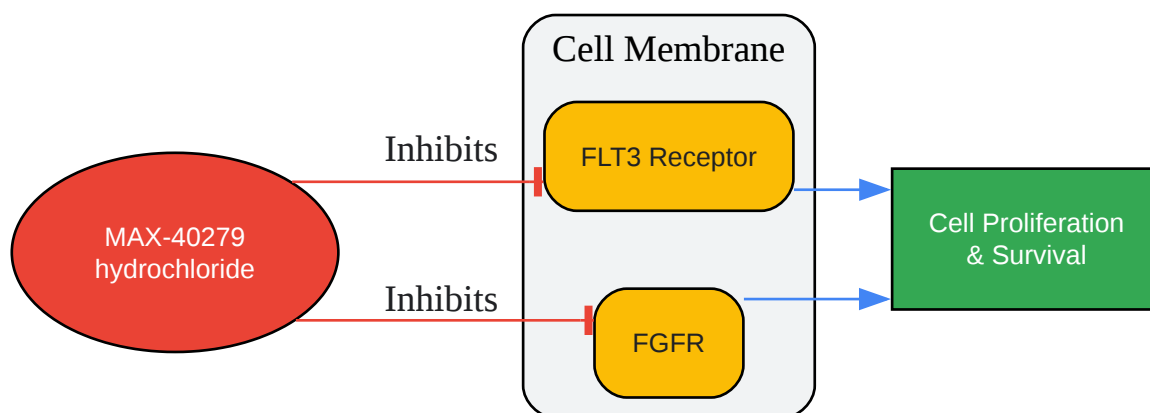 Cell Membrane
Inhibits
FLT3 Receptor
MAX-40279
hydrochloride
Cell Proliferation
& Survival
Inhibits
FGFR